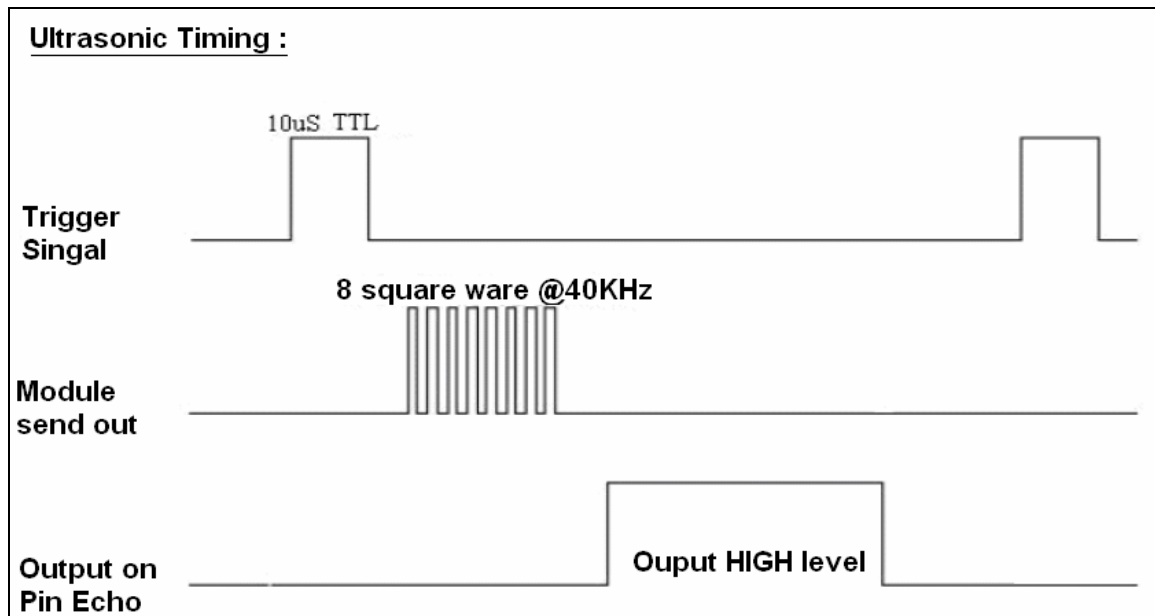 Ultrasonic Timing :
10uS TTL
Trigger
Singal
8 square ware @40KHz
Module
send out
Ouput HIGH level
Output on
Pin Echo